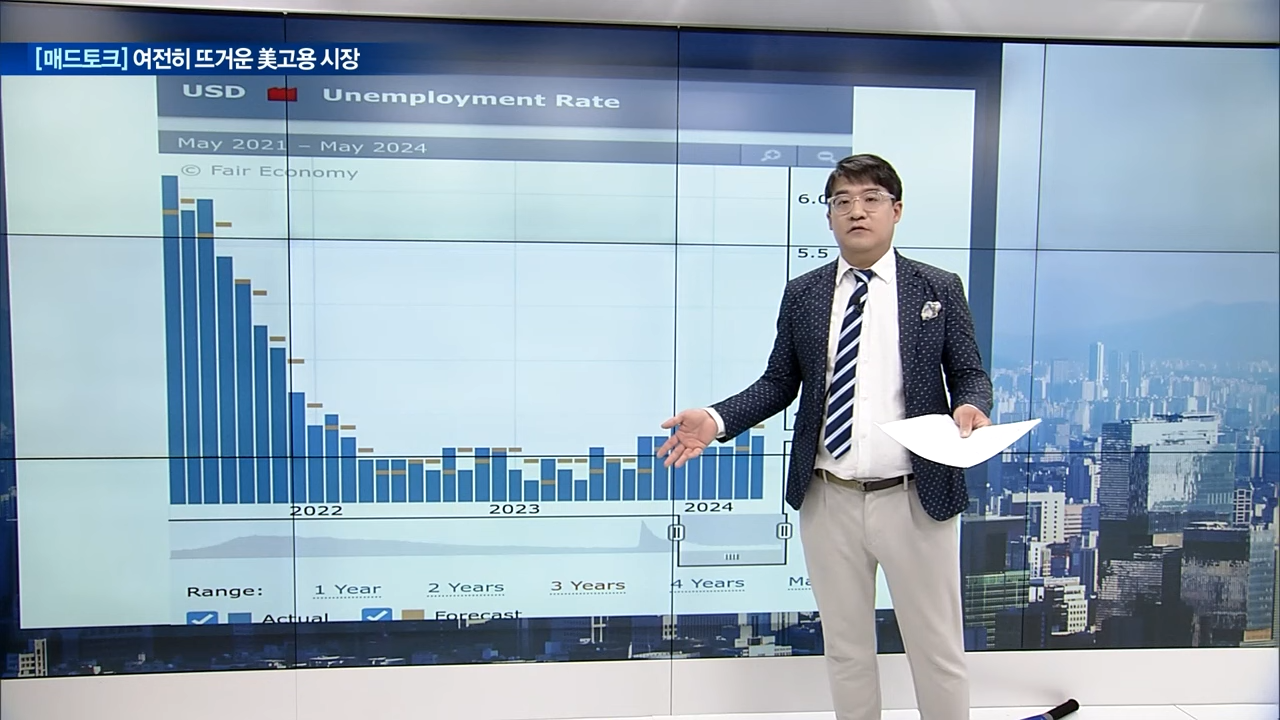 [매드토크] 여전히 뜨거운 美고용 시장
USD Unemployment Rate
May 2021 – May 2024
© Fair Economy
6.0
5.5
2022 2023 2024
Range: 1 Year 2 Years 3 Years 4 Years
Actual Forecast